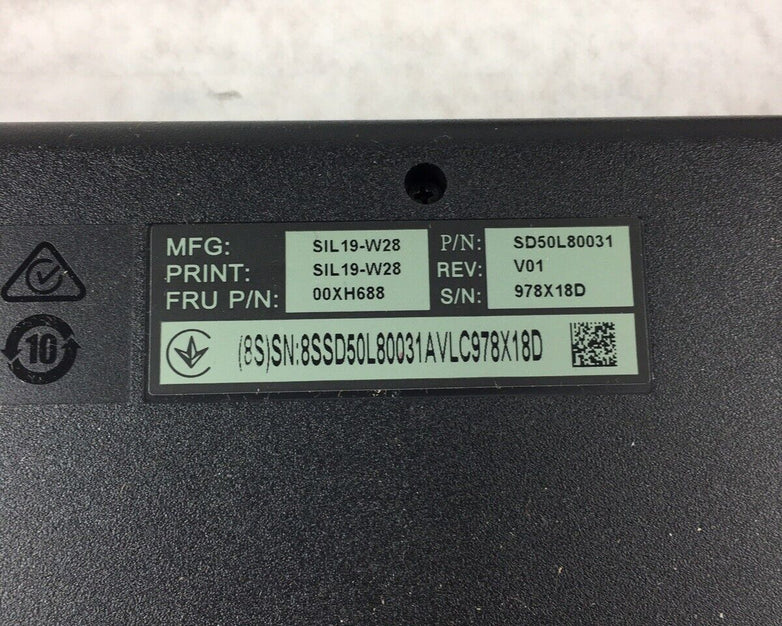 MFG: SIL19-W28 P/N: SD50L80031
PRINT: SIL19-W28 REV: V01
FRU P/N: 00XH688 S/N: 978X18D
(8S)SN:8SSD50L80031AVLC978X18D
10